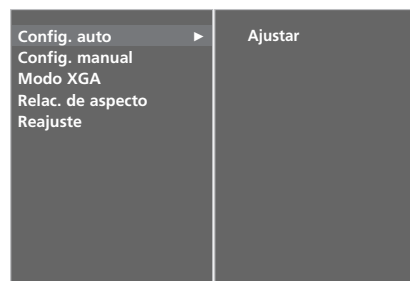 Config. auto ►
Config. manual
Modo XGA
Relac. de aspecto
Reajuste
Ajustar